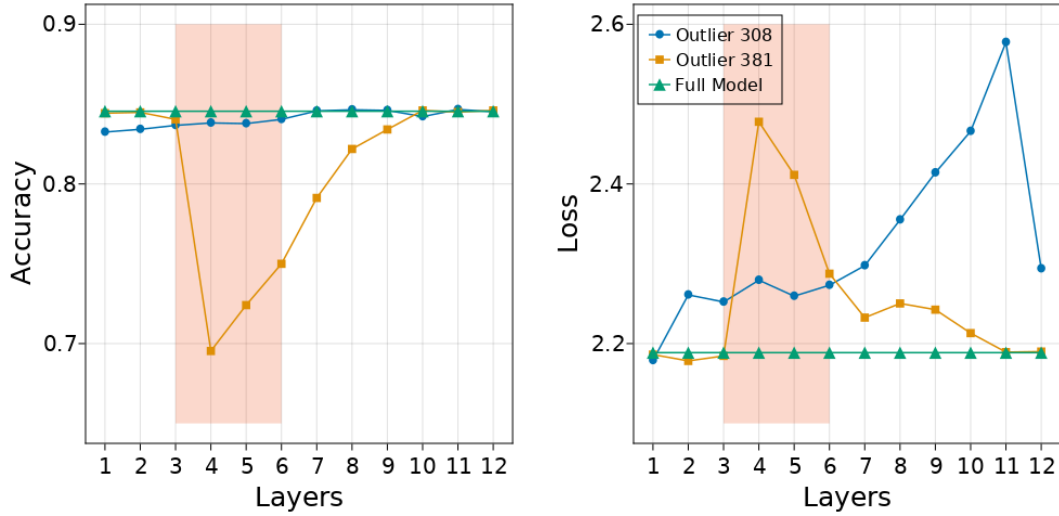 0.9
0.8
0.7
Accuracy
1 2 3 4 5 6 7 8 9 10 11 12
Layers
2.6
2.4
2.2
Loss
Outlier 308
Outlier 381
Full Model
1 2 3 4 5 6 7 8 9 10 11 12
Layers